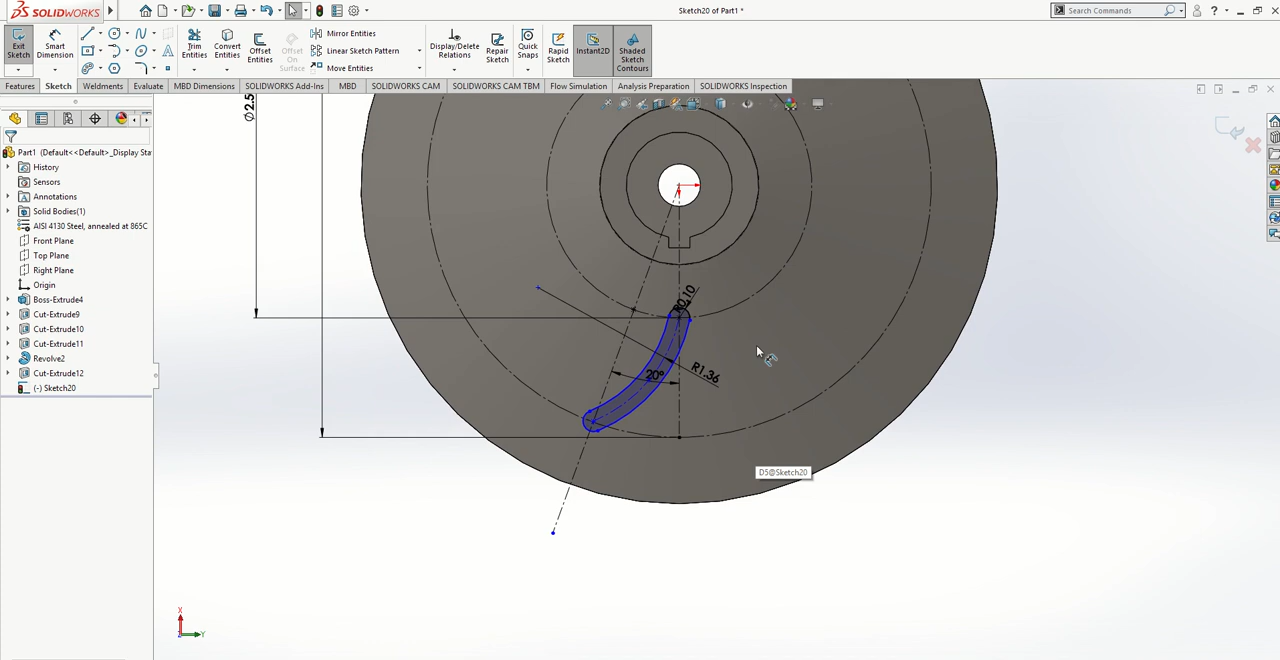 SOLIDWORKS
Sketch20 of Part1 *
Search Commands
?
Exit Sketch
Smart Dimension
Trim Entities
Convert Entities
Offset Entities
Offset On Surface
Mirror Entities
Linear Sketch Pattern
Move Entities
Display/Delete Relations
Repair Sketch
Quick Snaps
Rapid Sketch
Instant2D
Shaded Sketch Contours
Features
Sketch
Weldments
Evaluate
MBD Dimensions
SOLIDWORKS Add-Ins
MBD
SOLIDWORKS CAM
SOLIDWORKS CAM TBM
Flow Simulation
Analysis Preparation
SOLIDWORKS Inspection
Part1 (Default<<Default>_Display Sta
History
Sensors
Annotations
Solid Bodies(1)
AISI 4130 Steel, annealed at 865C
Front Plane
Top Plane
Right Plane
Origin
Boss-Extrude4
Cut-Extrude9
Cut-Extrude10
Cut-Extrude11
Revolve2
Cut-Extrude12
(-) Sketch20
∅2.5
R0.10
R1.36
20°
D5@Sketch20
X
Y
Z